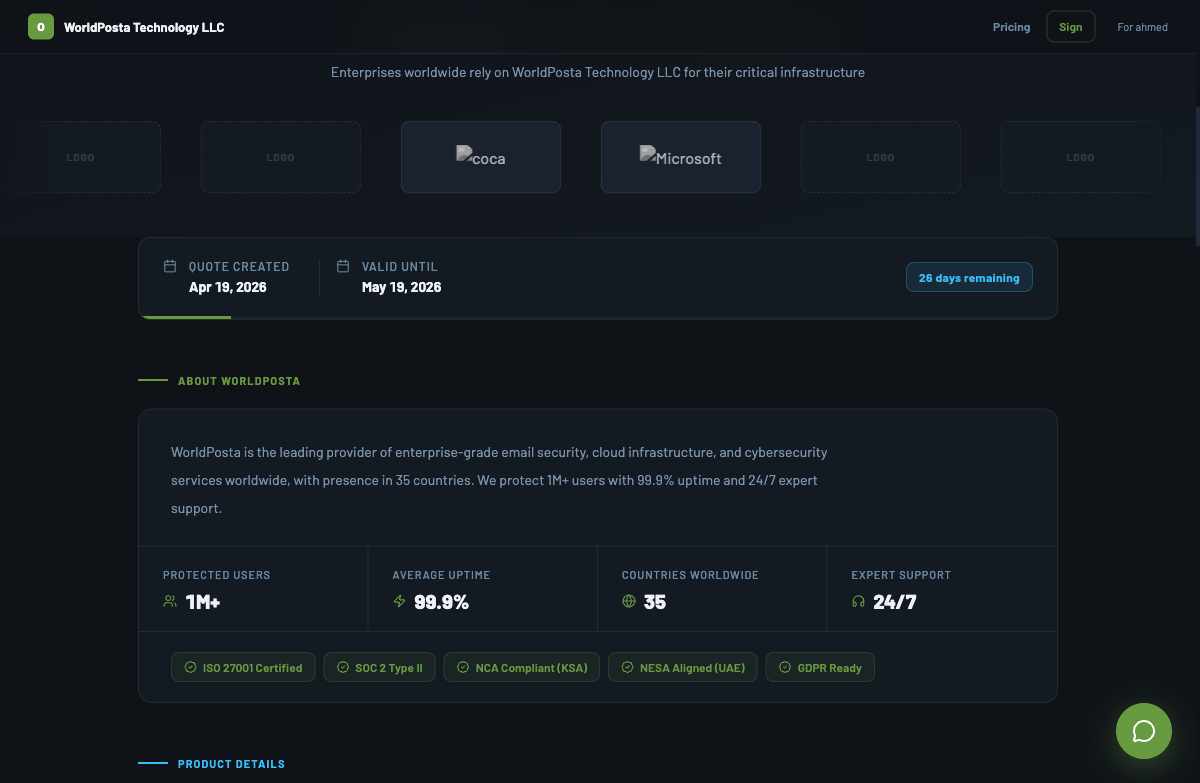 O WorldPosta Technology LLC Pricing Sign For ahmed
Enterprises worldwide rely on WorldPosta Technology LLC for their critical infrastructure
LOGO LOGO coca Microsoft LOGO LOGO
QUOTE CREATED VALID UNTIL
Apr 19, 2026 May 19, 2026
26 days remaining
ABOUT WORLDPOSTA
WorldPosta is the leading provider of enterprise-grade email security, cloud infrastructure, and cybersecurity
services worldwide, with presence in 35 countries. We protect 1M+ users with 99.9% uptime and 24/7 expert
support.
PROTECTED USERS AVERAGE UPTIME COUNTRIES WORLDWIDE EXPERT SUPPORT
1M+ 99.9% 35 24/7
ISO 27001 Certified SOC 2 Type II NCA Compliant (KSA) NESA Aligned (UAE) GDPR Ready
PRODUCT DETAILS